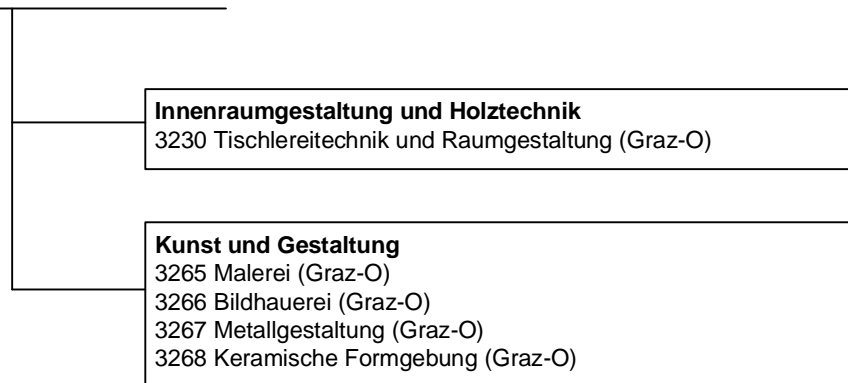 Innenraumgestaltung und Holztechnik
3230 Tischlereitechnik und Raumgestaltung (Graz-O)
Kunst und Gestaltung
3265 Malerei (Graz-O)
3266 Bildhauerei (Graz-O)
3267 Metallgestaltung (Graz-O)
3268 Keramische Formgebung (Graz-O)